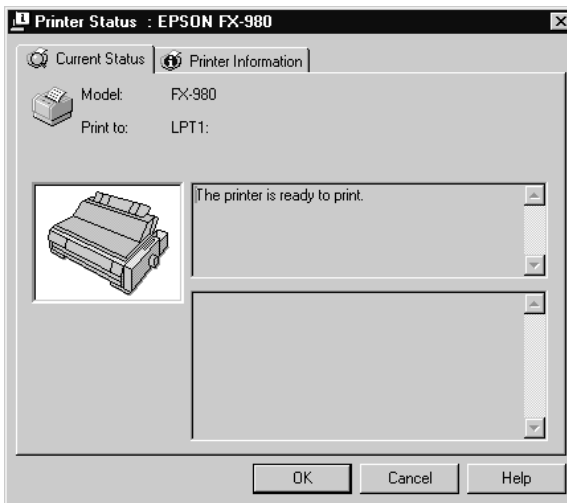 Printer Status : EPSON FX-980
Current Status
Printer Information
Model: FX-980
Print to: LPT1:
The printer is ready to print.
OK
Cancel
Help